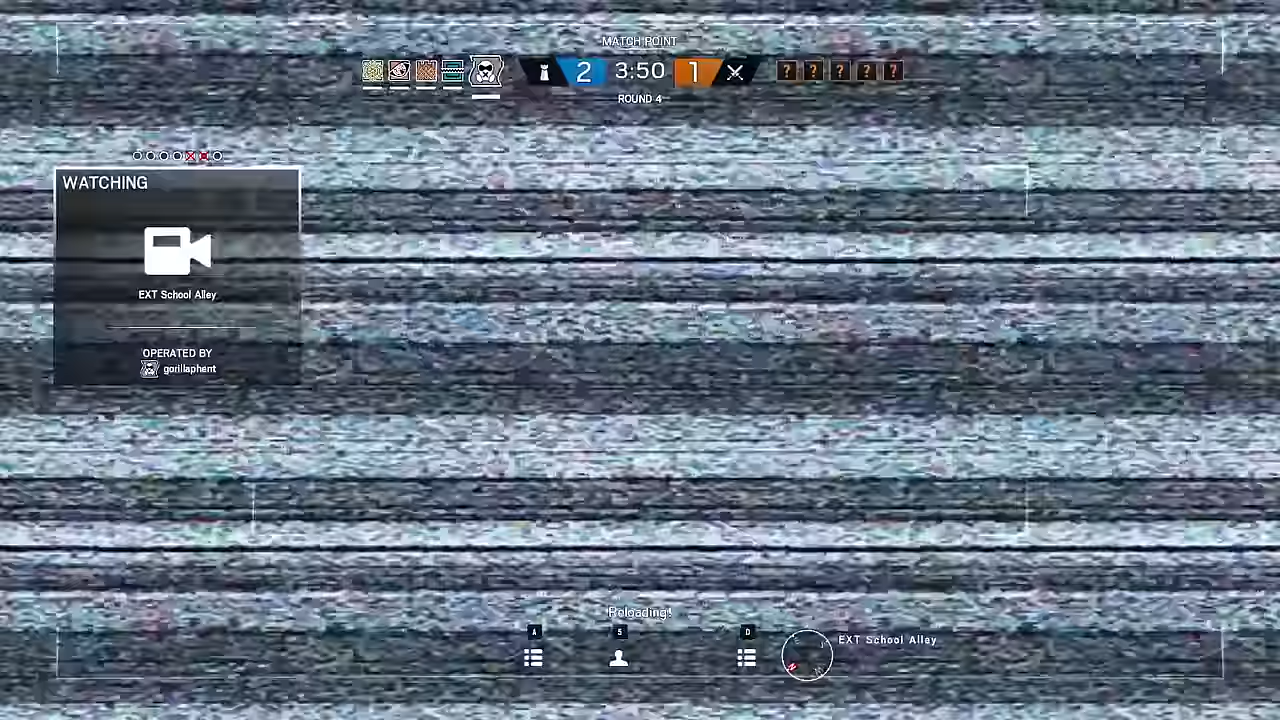 MATCH POINT
2 3:50 1
? ? ? ? ?
ROUND 4
WATCHING
EXT School Alley
OPERATED BY
gorillaphent
Reloading!
A S D
EXT School Alley